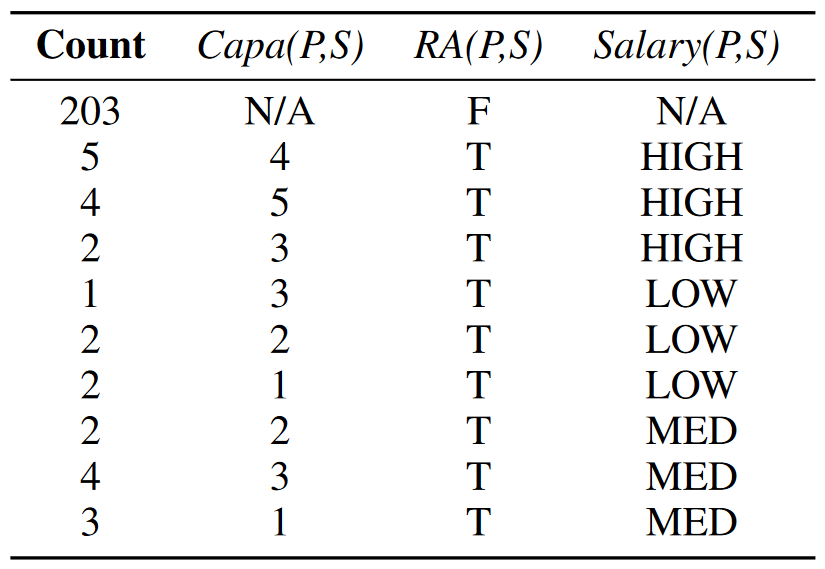 Count Capa(P,S) RA(P,S) Salary(P,S)
203 N/A F N/A
5 4 T HIGH
4 5 T HIGH
2 3 T HIGH
1 3 T LOW
2 2 T LOW
2 1 T LOW
2 2 T MED
4 3 T MED
3 1 T MED